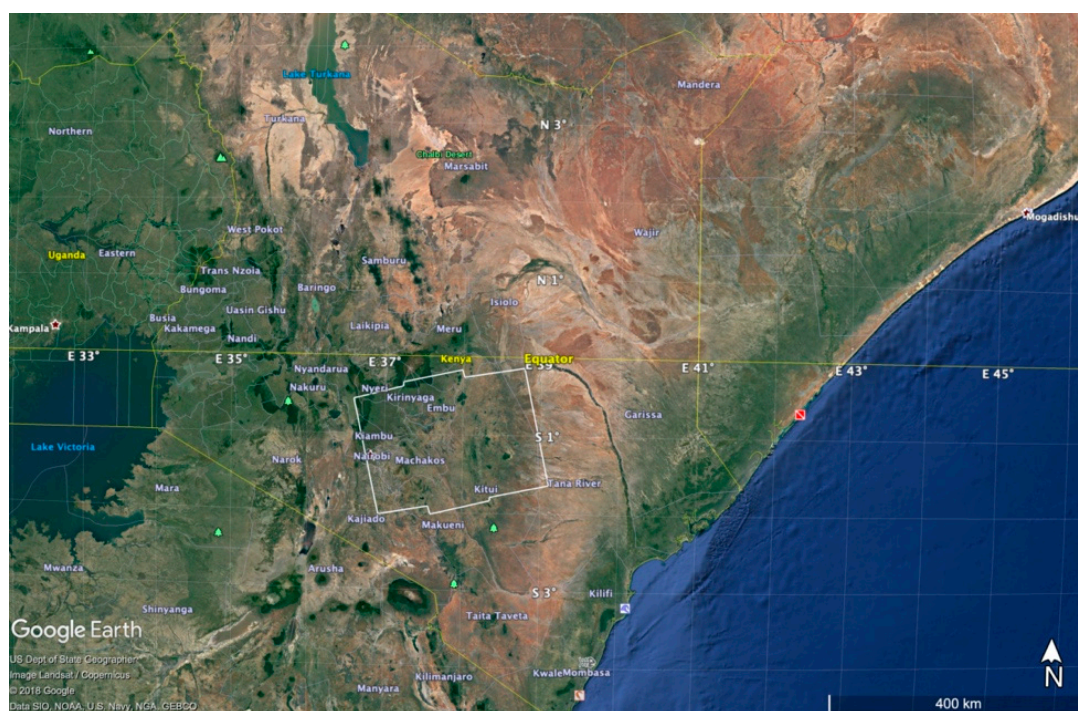 Lake Turkana
Mandera
Turkana
N 3°
Northern
Chalbi Desert
Marsabit
Mogadishu
West Pokot
Wajir
Uganda
Eastern
Samburu
Trans Nzoia
N 1°
Bungoma
Baringo
Isiolo
Uasin Gishu
Busia
Kampala
Kakamega
Laikipia
Meru
Nandi
E 33°
E 35°
E 37°
Kenya
Equator
E 39°
E 41°
E 43°
E 45°
Nyandarua
Nakuru
Nyeri
Kirinyaga
Embu
Garissa
Kiambu
S 1°
Lake Victoria
Nairobi
Narok
Machakos
Mara
Kitui
Tana River
Kajiado
Makueni
Mwanza
Arusha
S 3°
Kilifi
Shinyanga
Taita Taveta
Google Earth
US Dept of State Geographer
Image Landsat / Copernicus
© 2018 Google
Data SIO, NOAA, U.S. Navy, NGA, GEBCO
Manyara
Kilimanjaro
Kwale
Mombasa
N
400 km